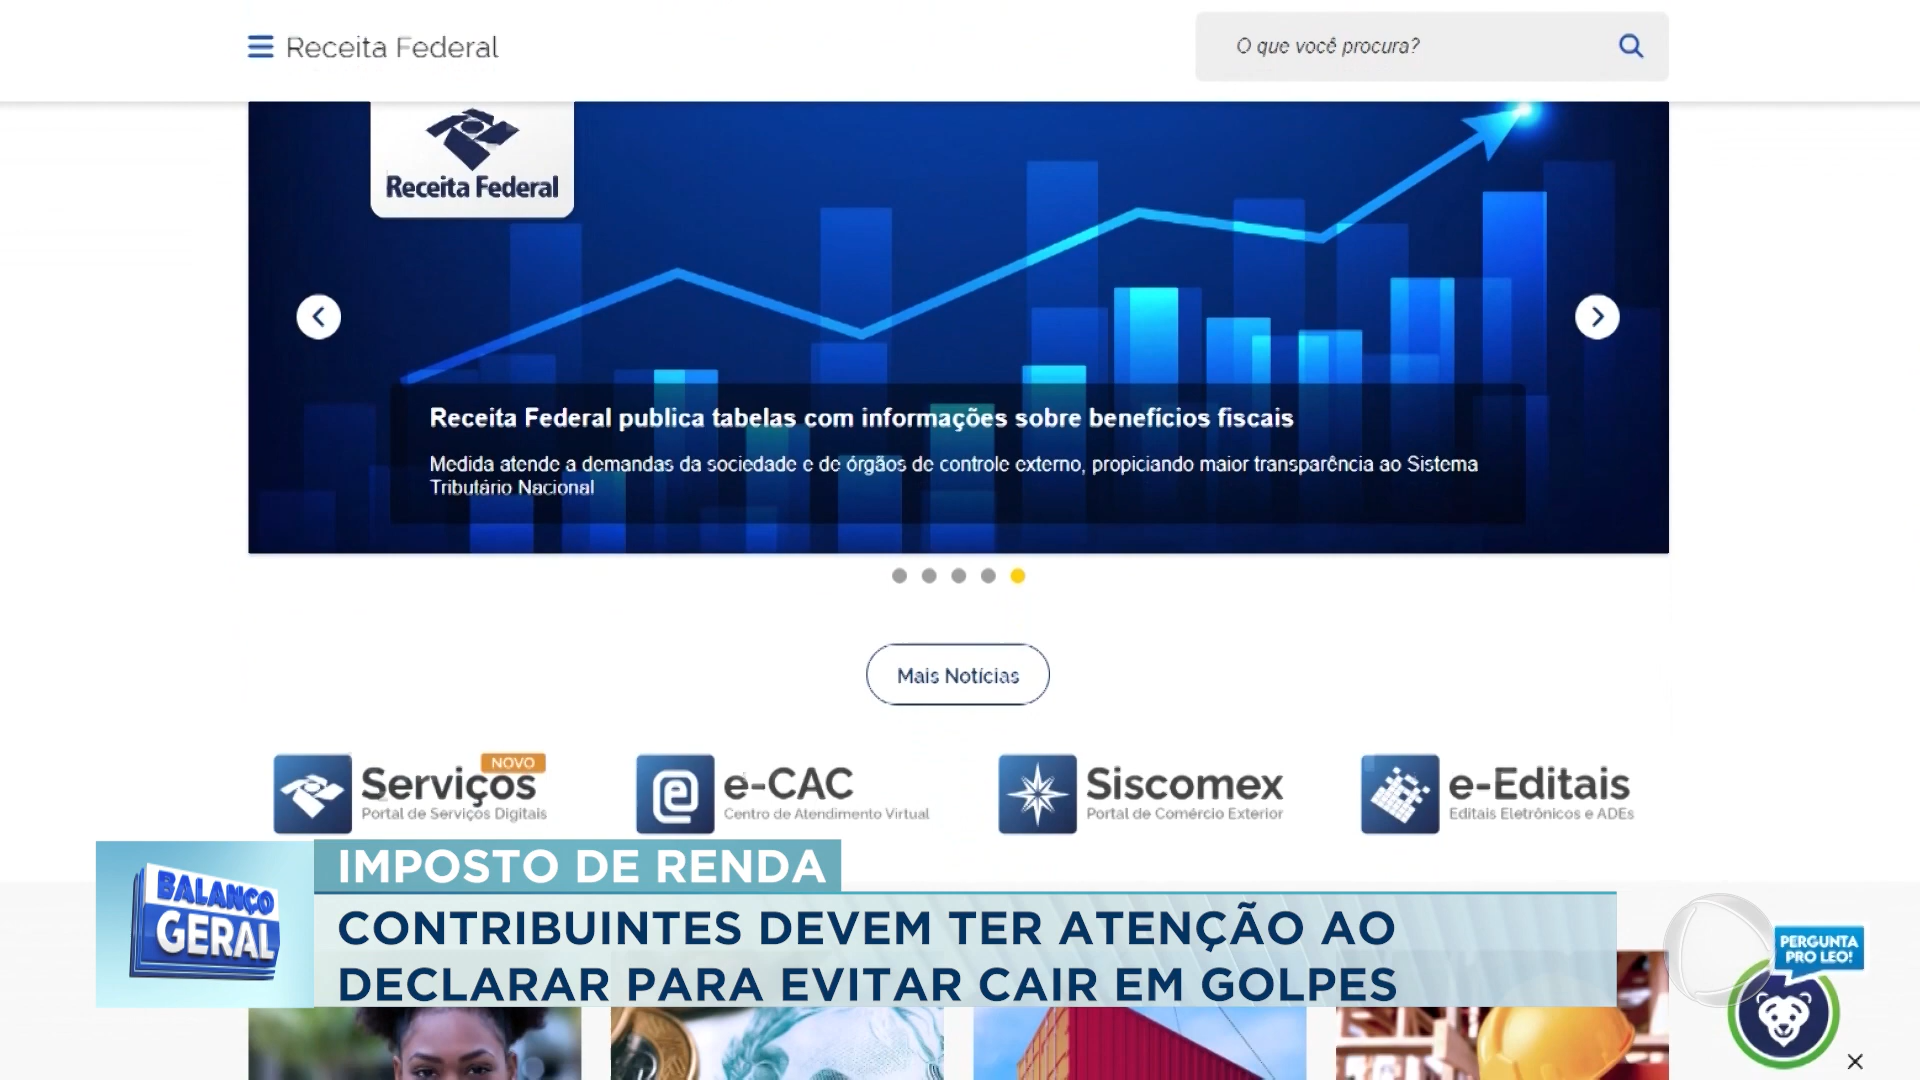 Receita Federal
O que você procura?
Receita Federal
Receita Federal publica tabelas com informações sobre benefícios fiscais
Medida atende a demandas da sociedade e de órgãos de controle externo, propiciando maior transparência ao Sistema
Tributário Nacional
Mais Notícias
Serviços NOVO
Portal de Serviços Digitais
e-CAC
Centro de Atendimento Virtual
Siscomex
Portal de Comércio Exterior
e-Editais
Editais Eletrônicos e ADEs
BALANÇO
GERAL
IMPOSTO DE RENDA
CONTRIBUINTES DEVEM TER ATENÇÃO AO
DECLARAR PARA EVITAR CAIR EM GOLPES
PERGUNTA
PRO LEO!